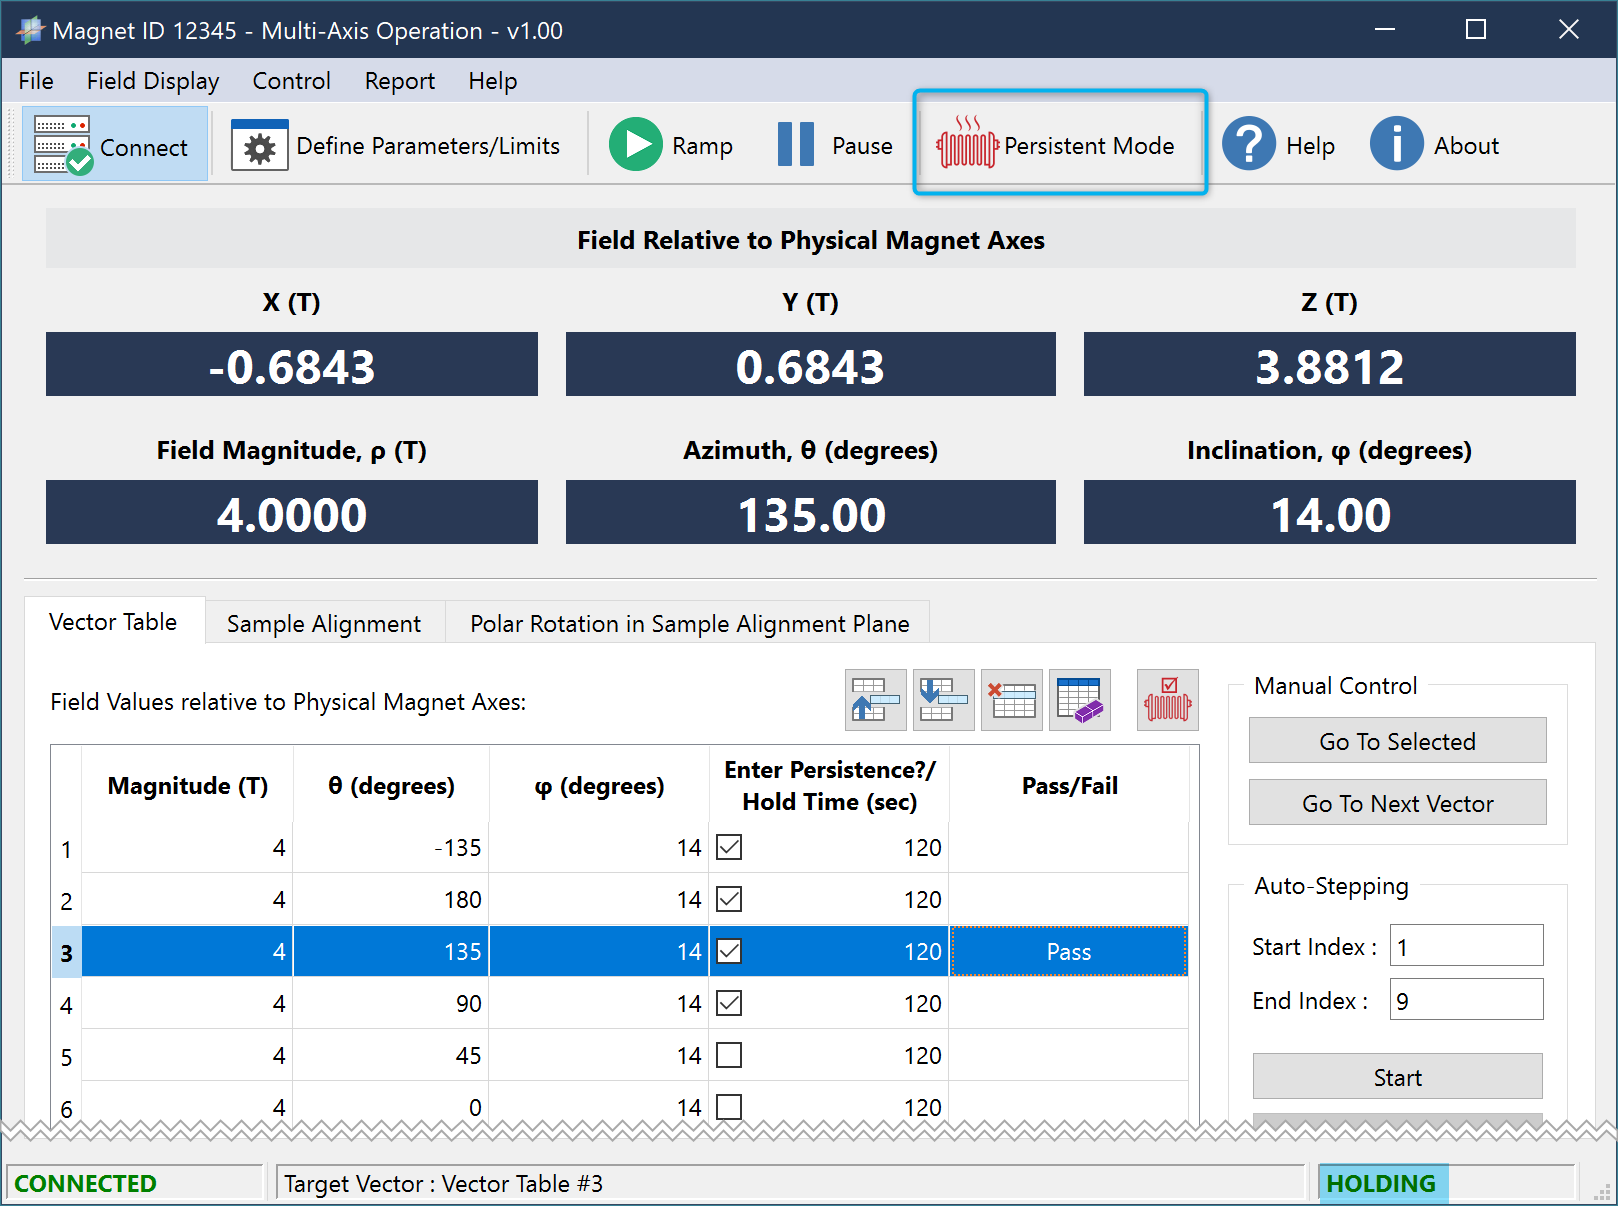 Magnet ID 12345 - Multi-Axis Operation - v1.00
File Field Display Control Report Help
Connect Define Parameters/Limits Ramp Pause Persistent Mode ? Help i About
Field Relative to Physical Magnet Axes
X (T) Y (T) Z (T)
-0.6843 0.6843 3.8812
Field Magnitude, ρ (T) Azimuth, θ (degrees) Inclination, φ (degrees)
4.0000 135.00 14.00
Vector Table Sample Alignment Polar Rotation in Sample Alignment Plane
Field Values relative to Physical Magnet Axes:
Magnitude (T) θ (degrees) φ (degrees) Enter Persistence?/ Hold Time (sec) Pass/Fail
1 4 -135 14 120
2 4 180 14 120
3 4 135 14 120 Pass
4 4 90 14 120
5 4 45 14 120
6 4 0 14 120
Manual Control
Go To Selected
Go To Next Vector
Auto-Stepping
Start Index : 1
End Index : 9
Start
CONNECTED Target Vector : Vector Table #3 HOLDING